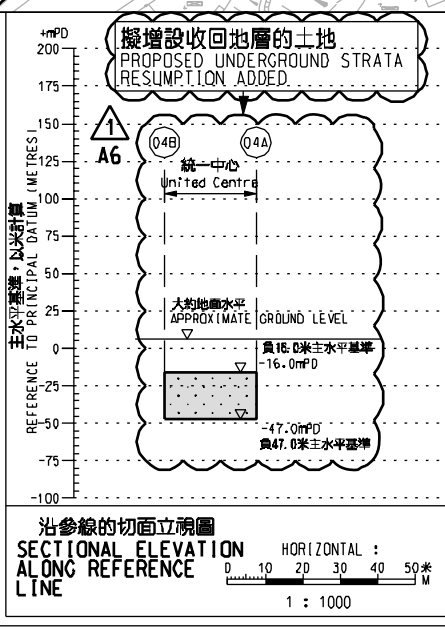 +mPD
200
175
150
125
100
75
50
25
0
-25
-50
-75
-100
主水平基準，以米計算
REFERENCE TO PRINCIPAL DATUM (METRES)
擬增設收回地層的土地
PROPOSED UNDERGROUND STRATA
RESUMPTION ADDED
1
A6
Q4B
Q4A
統一中心
United Centre
大約地面水平
APPROXIMATE GROUND LEVEL
負16.0米主水平基準
-16.0mPD
-47.0mPD
負47.0米主水平基準
沿參線的切面立視圖
SECTIONAL ELEVATION
ALONG REFERENCE
LINE
HORIZONTAL :
0 10 20 30 40 50米
M
1 : 1000